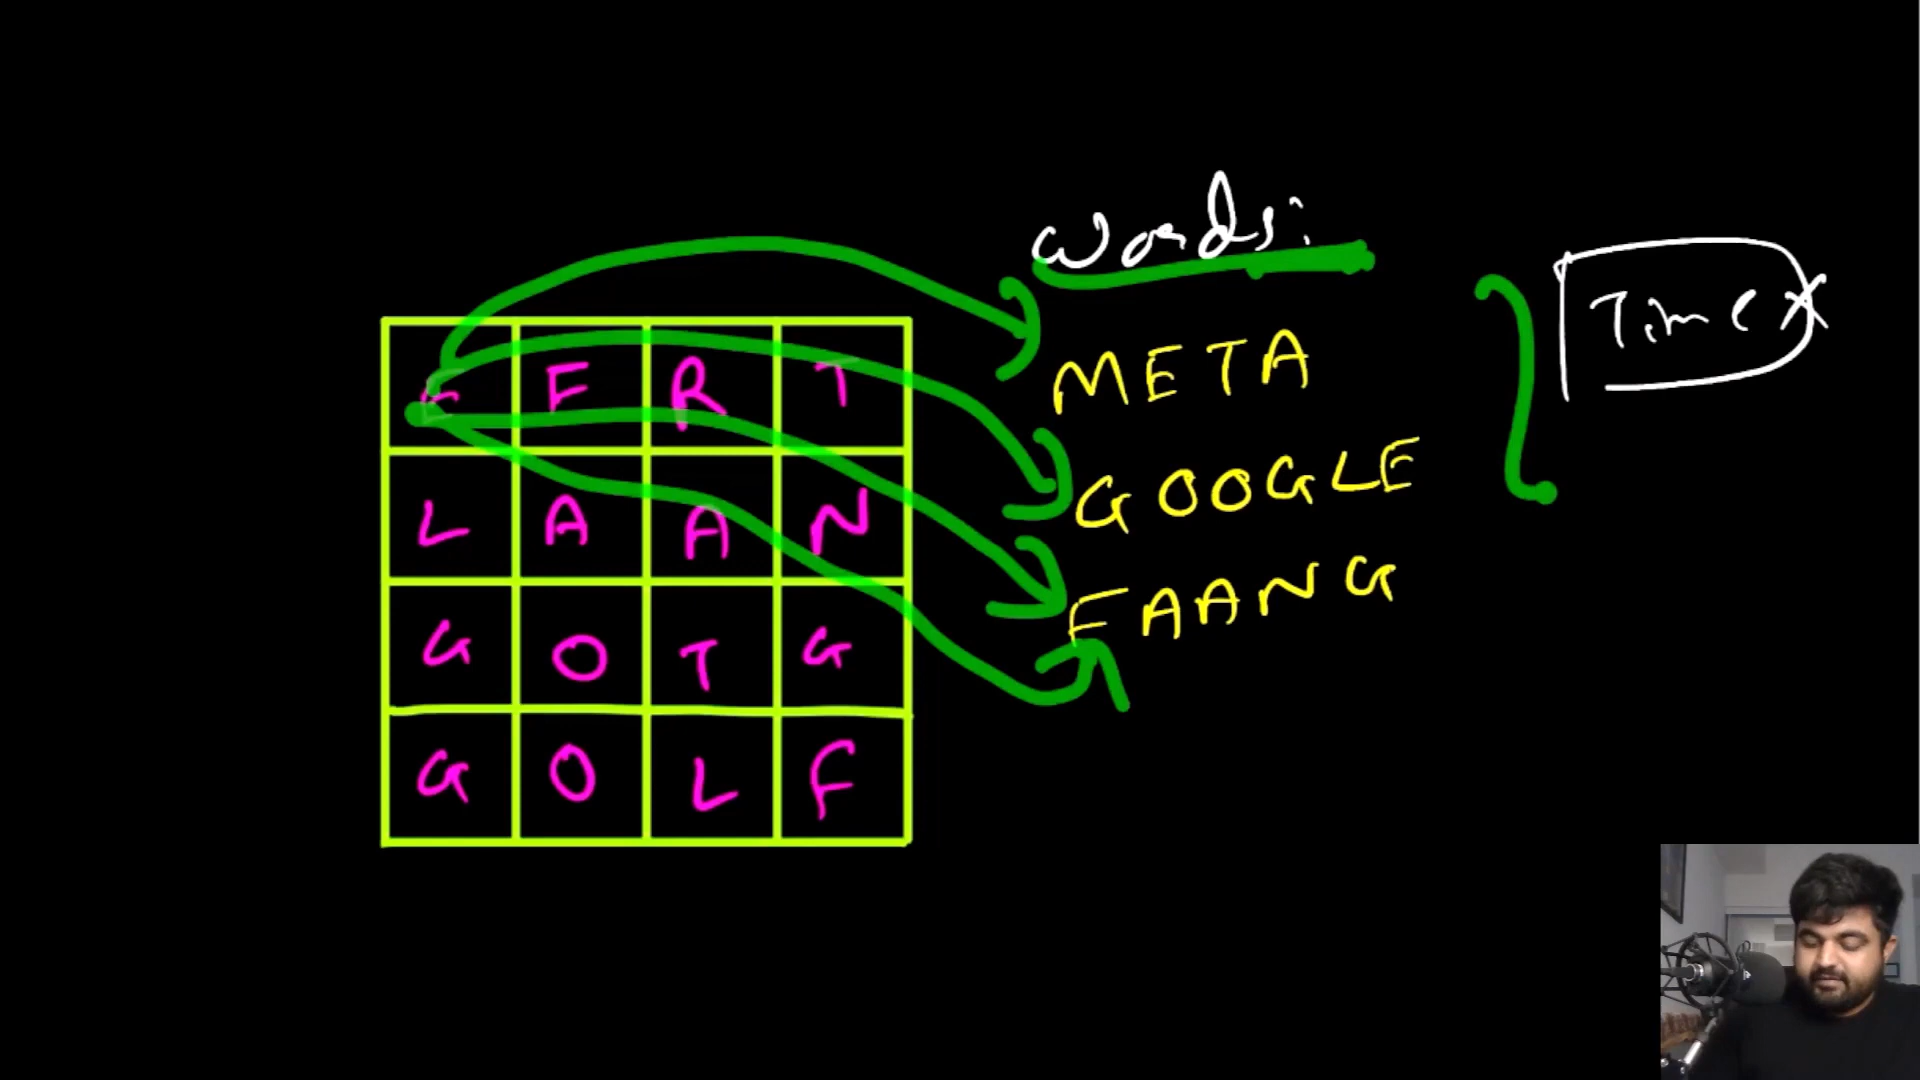 Words:
Time X
META
F R T
GOOGLE
L A A N
FAANG
G O T G
G O L F